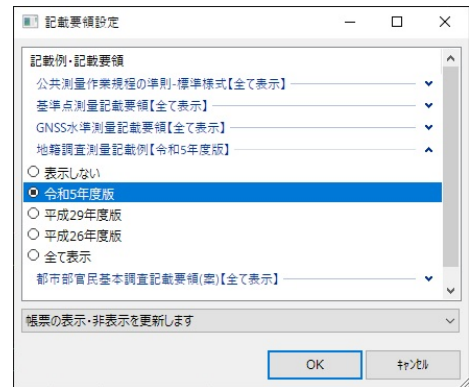 記載要領設定
記載例・記載要領
公共測量作業規程の準則-標準様式【全て表示】
基準点測量記載要領【全て表示】
GNSS水準測量記載要領【全て表示】
地籍調査測量記載例【令和5年度版】
表示しない
令和5年度版
平成29年度版
平成26年度版
全て表示
都市部官民基本調査記載要領(案)【全て表示】
帳票の表示・非表示を更新します
OK
ｷｬﾝｾﾙ